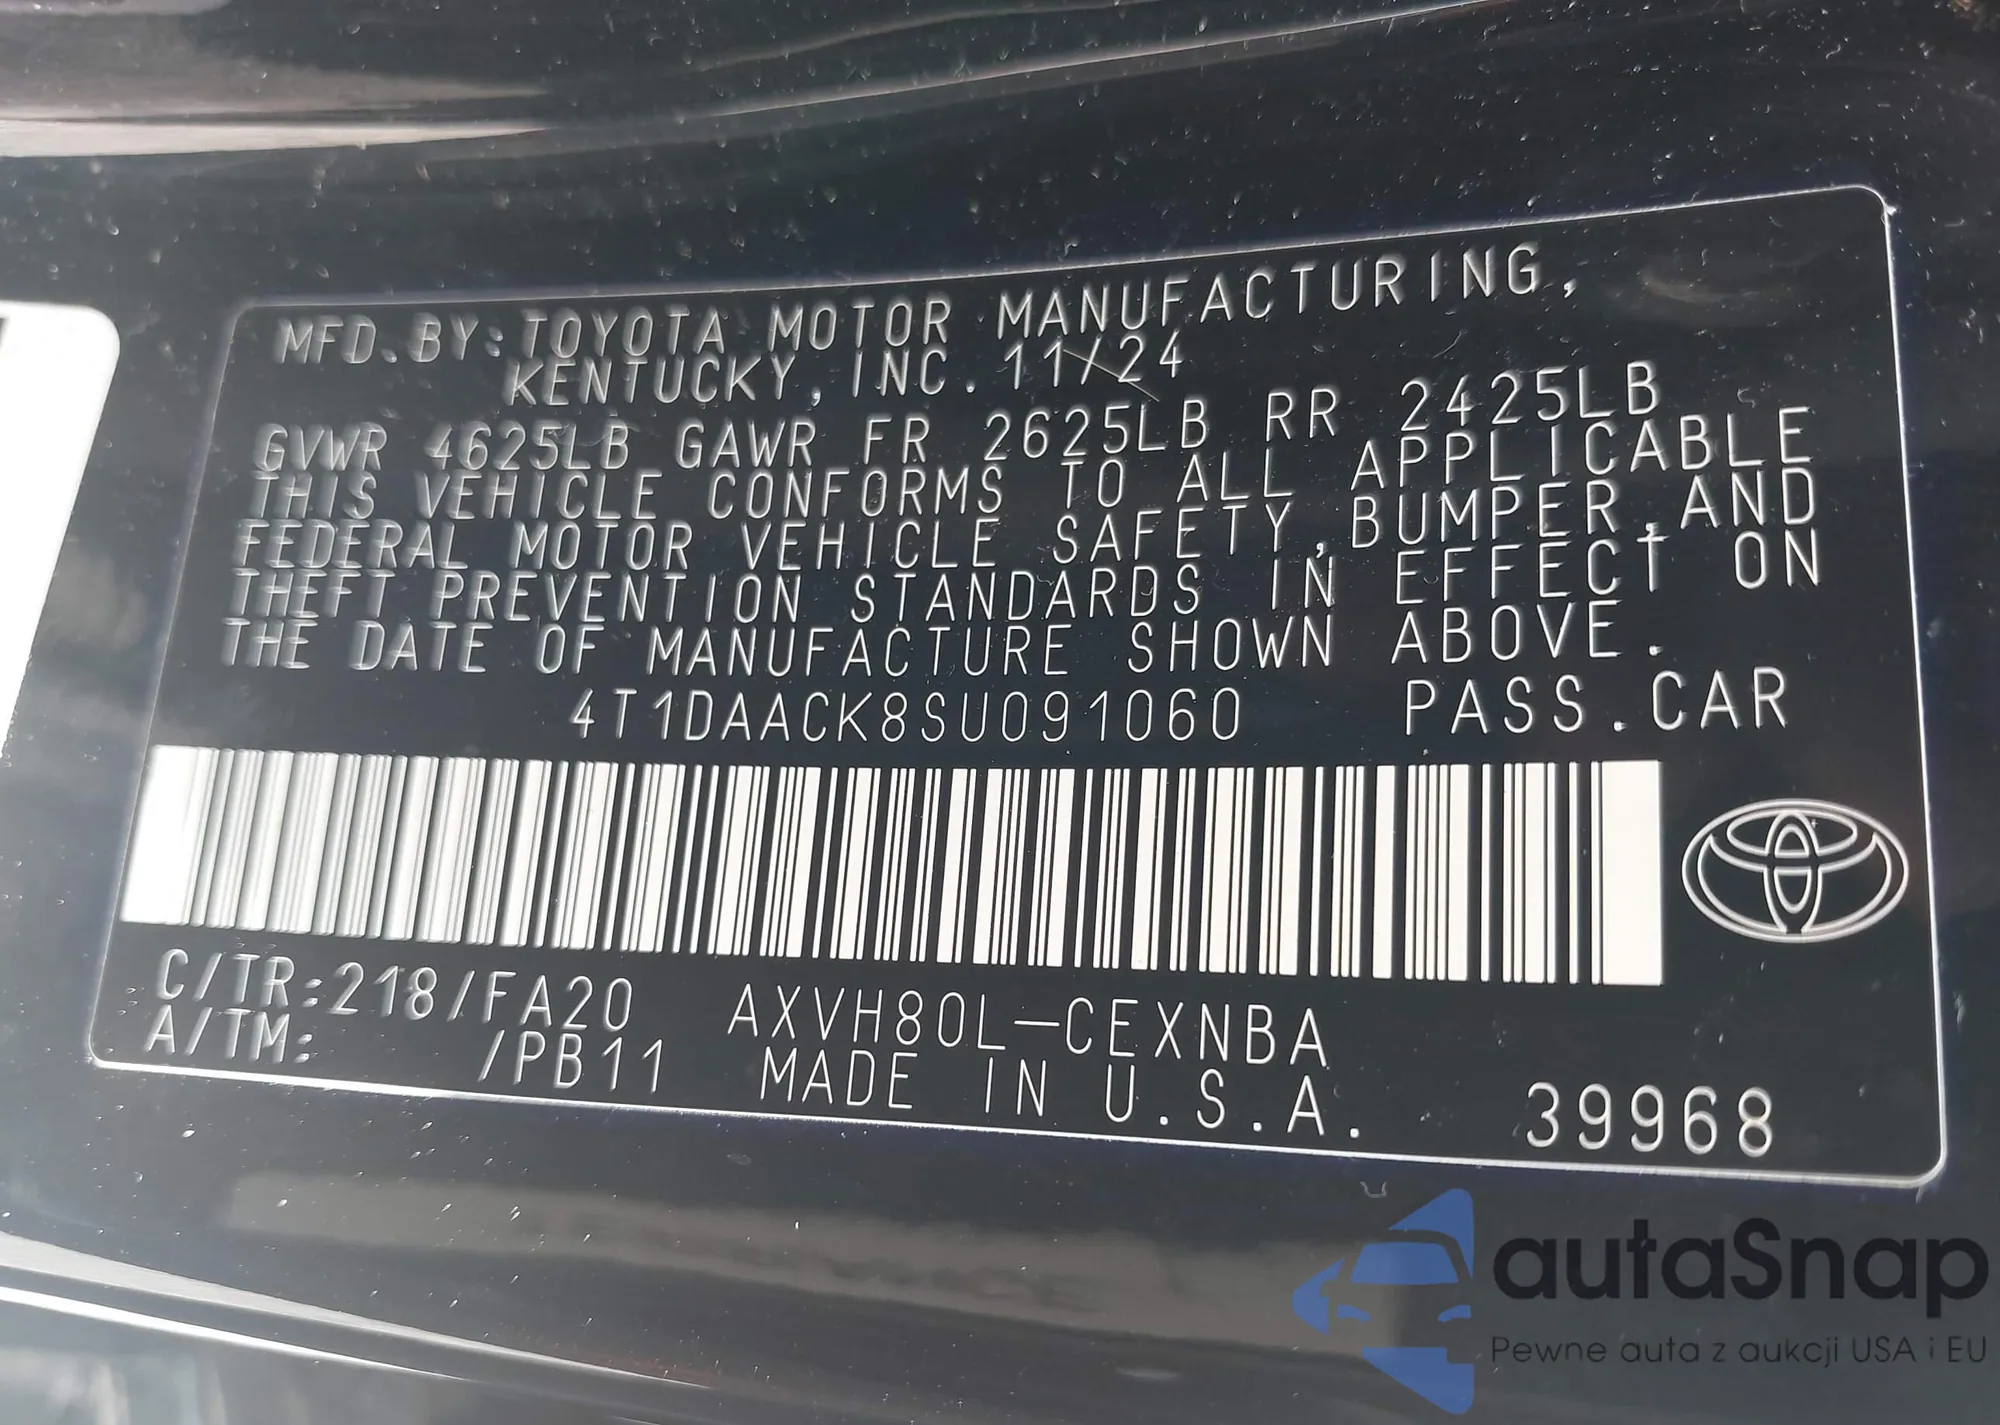 MFD.BY:TOYOTA MOTOR MANUFACTURING,
KENTUCKY, INC. 11/24
GVWR 4625LB GAWR FR 2625LB RR 2425LB
THIS VEHICLE CONFORMS TO ALL APPLICABLE
FEDERAL MOTOR VEHICLE SAFETY, BUMPER, AND
THEFT PREVENTION STANDARDS IN EFFECT ON
THE DATE OF MANUFACTURE SHOWN ABOVE.
4T1DAACK8SU091060 PASS.CAR
C/TR:218/FA20 AXVH80L-CEXNBA
A/TM: /PB11 MADE IN U.S.A. 39968
autaSnap
Pewne auta z aukcji USA i EU